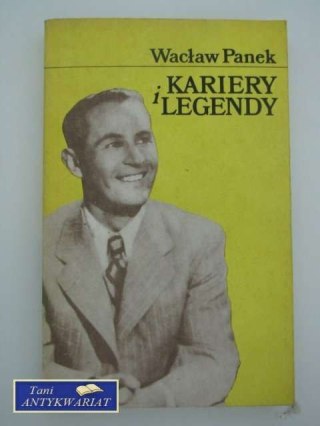 Wacław Panek
KARIERY
i LEGENDY
Tani
ANTYKWARIAT